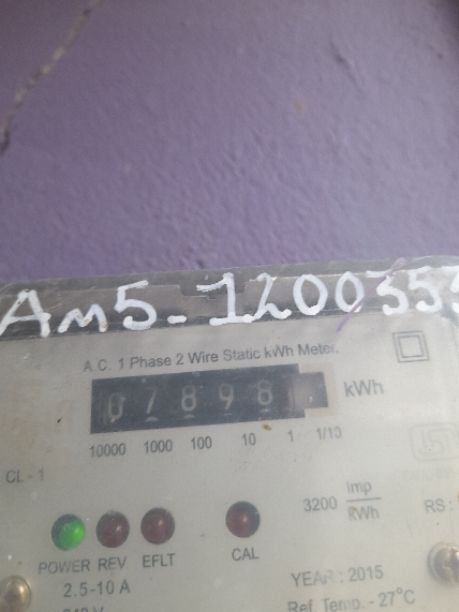 Am5-1200353
A.C. 1 Phase 2 Wire Static kWh Meter.
07898 kWh
10000 1000 100 10 1 1/10
CL-1
3200 Imp/kWh
RS:
POWER REV EFLT CAL
2.5-10 A
YEAR: 2015
Ref. Temp.-27°C